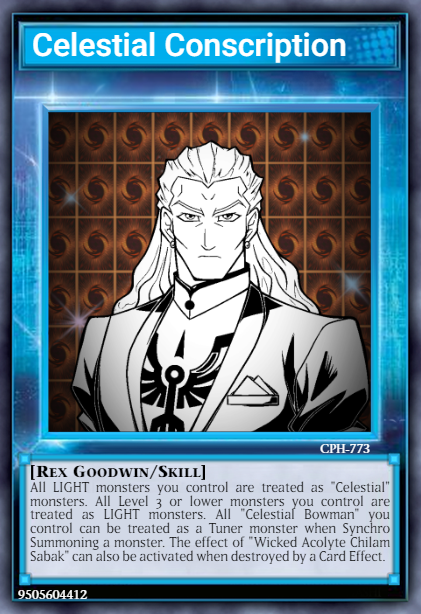 Celestial Conscription
CPH-773
[Rex Goodwin/Skill]
All LIGHT monsters you control are treated as "Celestial"
monsters. All Level 3 or lower monsters you control are
treated as LIGHT monsters. All "Celestial Bowman" you
control can be treated as a Tuner monster when Synchro
Summoning a monster. The effect of "Wicked Acolyte Chilam
Sabak" can also be activated when destroyed by a Card Effect.
9505604412